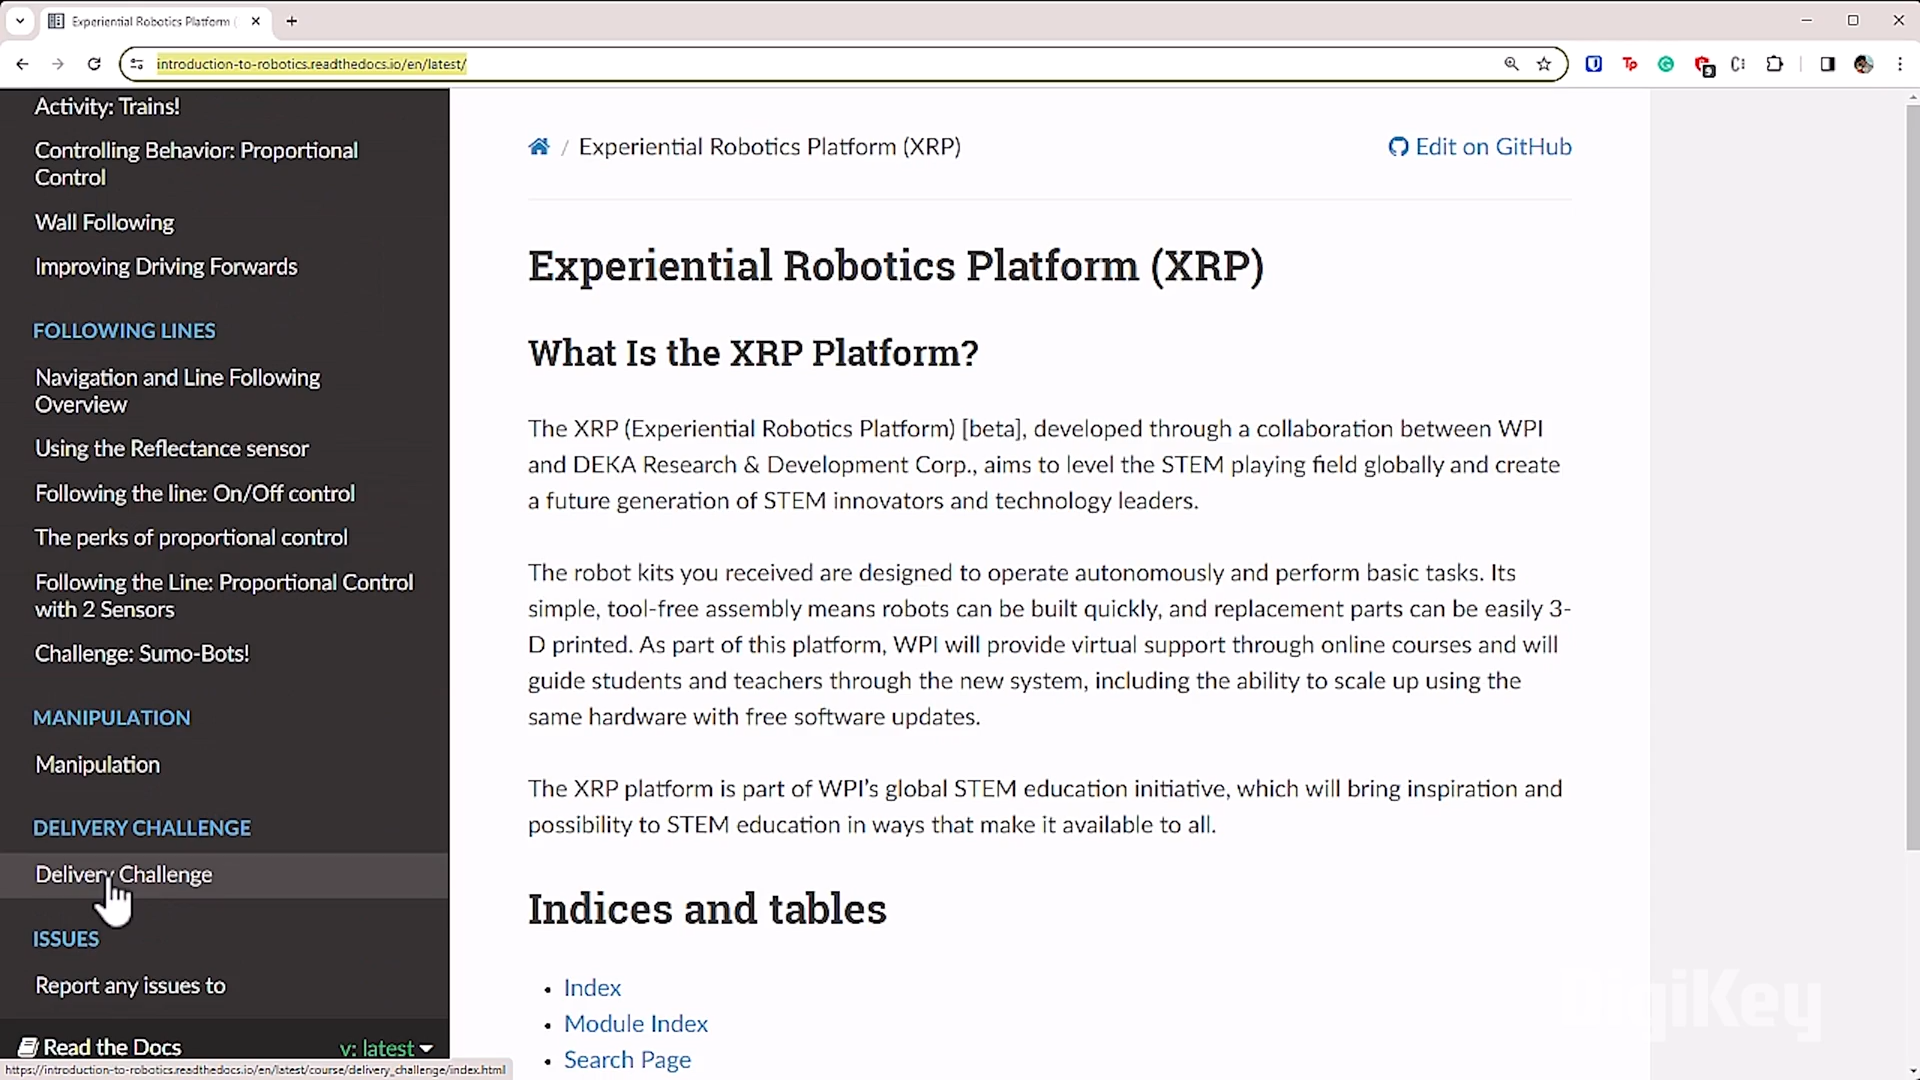 Experiential Robotics Platform (
introduction-to-robotics.readthedocs.io/en/latest/
Activity: Trains!
Controlling Behavior: Proportional
Control
Wall Following
Improving Driving Forwards
FOLLOWING LINES
Navigation and Line Following
Overview
Using the Reflectance sensor
Following the line: On/Off control
The perks of proportional control
Following the Line: Proportional Control
with 2 Sensors
Challenge: Sumo-Bots!
MANIPULATION
Manipulation
DELIVERY CHALLENGE
Delivery Challenge
ISSUES
Report any issues to
Read the Docs v: latest
https://introduction-to-robotics.readthedocs.io/en/latest/course/delivery_challenge/index.html
/ Experiential Robotics Platform (XRP) Edit on GitHub
Experiential Robotics Platform (XRP)
What Is the XRP Platform?
The XRP (Experiential Robotics Platform) [beta], developed through a collaboration between WPI
and DEKA Research & Development Corp., aims to level the STEM playing field globally and create
a future generation of STEM innovators and technology leaders.
The robot kits you received are designed to operate autonomously and perform basic tasks. Its
simple, tool-free assembly means robots can be built quickly, and replacement parts can be easily 3-
D printed. As part of this platform, WPI will provide virtual support through online courses and will
guide students and teachers through the new system, including the ability to scale up using the
same hardware with free software updates.
The XRP platform is part of WPI's global STEM education initiative, which will bring inspiration and
possibility to STEM education in ways that make it available to all.
Indices and tables
• Index
• Module Index
• Search Page
DigiKey